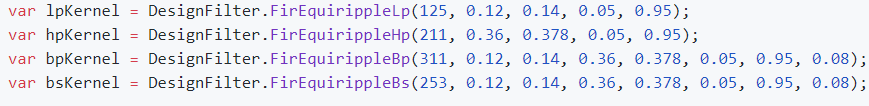 var lpKernel = DesignFilter.FirEquirippleLp(125, 0.12, 0.14, 0.05, 0.95);
var hpKernel = DesignFilter.FirEquirippleHp(211, 0.36, 0.378, 0.05, 0.95);
var bpKernel = DesignFilter.FirEquirippleBp(311, 0.12, 0.14, 0.36, 0.378, 0.05, 0.95, 0.08);
var bsKernel = DesignFilter.FirEquirippleBs(253, 0.12, 0.14, 0.36, 0.378, 0.05, 0.95, 0.08);